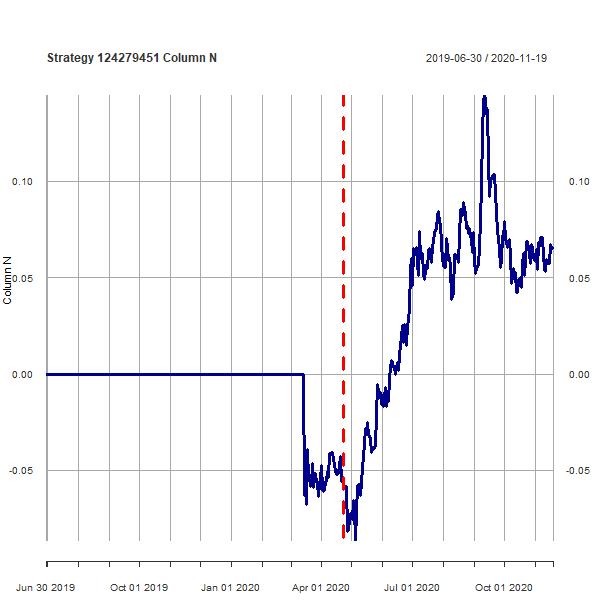 Strategy 124279451 Column N
2019-06-30 / 2020-11-19
Column N
0.10
0.05
0.00
-0.05
0.10
0.05
0.00
-0.05
Jun 30 2019
Oct 01 2019
Jan 01 2020
Apr 01 2020
Jul 01 2020
Oct 01 2020